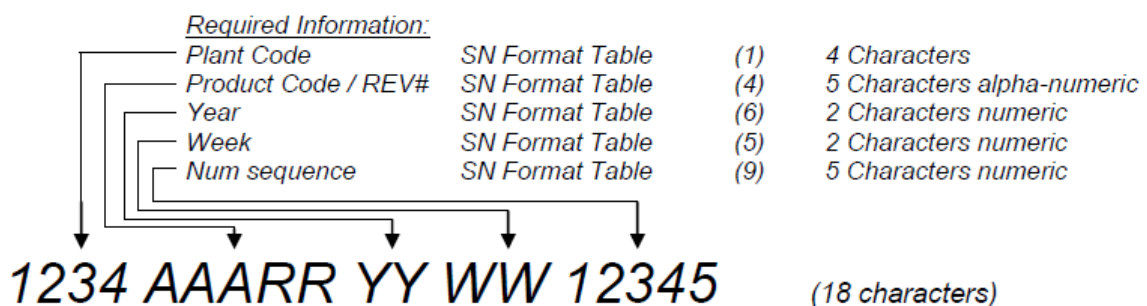 Required Information:
Plant Code SN Format Table (1) 4 Characters
Product Code / REV# SN Format Table (4) 5 Characters alpha-numeric
Year SN Format Table (6) 2 Characters numeric
Week SN Format Table (5) 2 Characters numeric
Num sequence SN Format Table (9) 5 Characters numeric
1234 AAARR YY WW 12345 (18 characters)